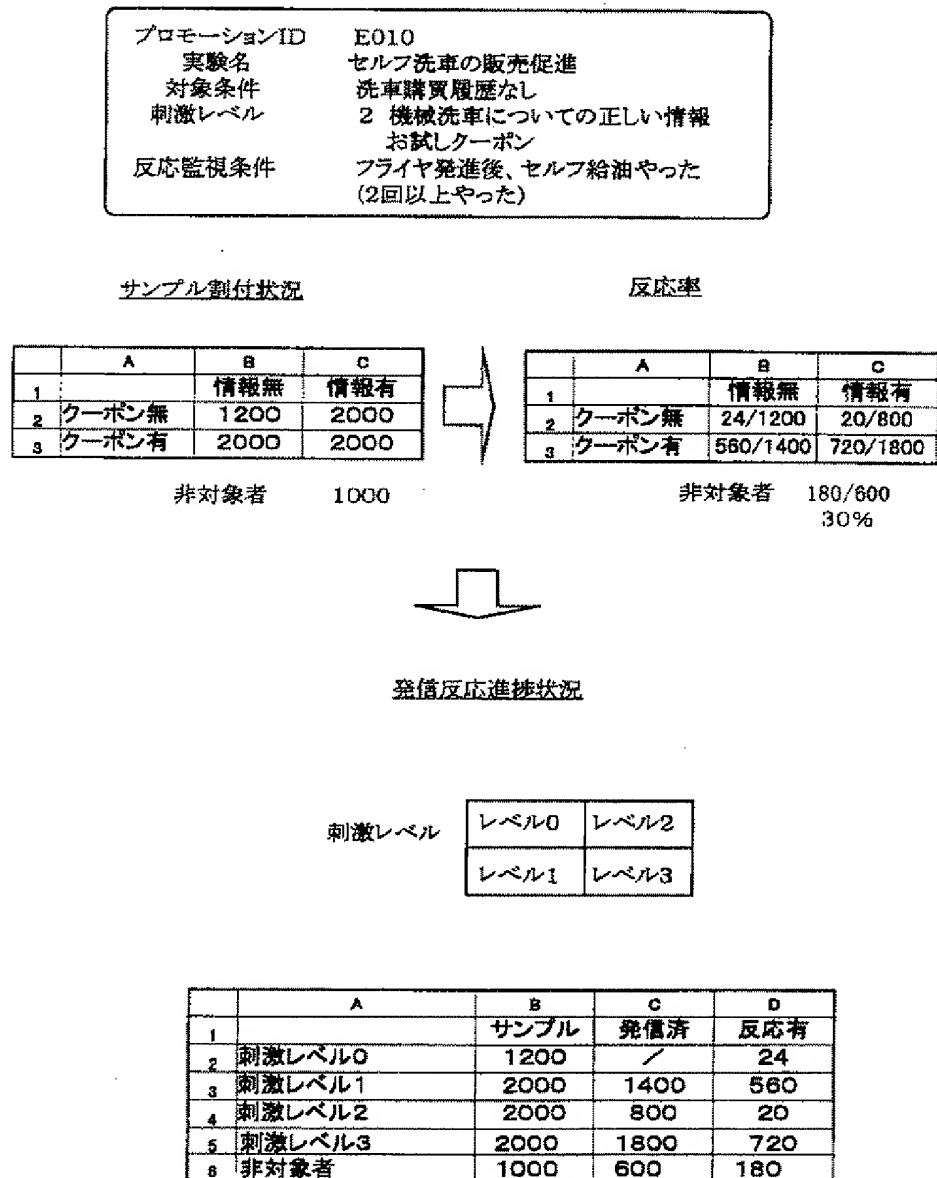 プロモーションID E010
実験名 セルフ洗車の販売促進
対象条件 洗車購買履歴なし
刺激レベル 2 機械洗車についての正しい情報
お試しクーポン
反応監視条件 フライヤ発進後、セルフ給油やった
(2回以上やった)
サンプル割付状況 反応率
A B C
1 情報無 情報有
2 クーポン無 1200 2000
3 クーポン有 2000 2000
非対象者 1000
A B C
1 情報無 情報有
2 クーポン無 24/1200 20/800
3 クーポン有 560/1400 720/1800
非対象者 180/600
30%
発信反応進捗状況
刺激レベル レベル0 レベル2
レベル1 レベル3
A B C D
1 サンプル 発信済 反応有
2 刺激レベル0 1200 / 24
3 刺激レベル1 2000 1400 560
4 刺激レベル2 2000 800 20
5 刺激レベル3 2000 1800 720
6 非対象者 1000 600 180